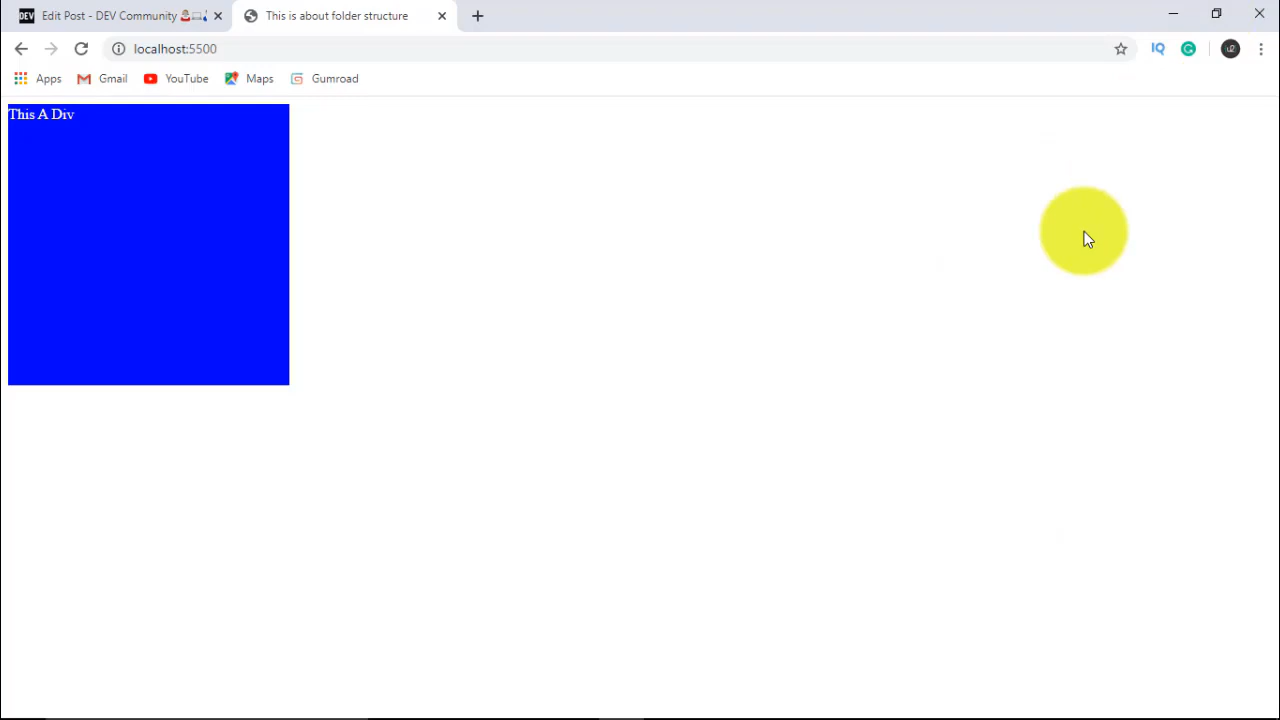 Edit Post - DEV Community
This is about folder structure
localhost:5500
Apps
Gmail
YouTube
Maps
Gumroad
This A Div